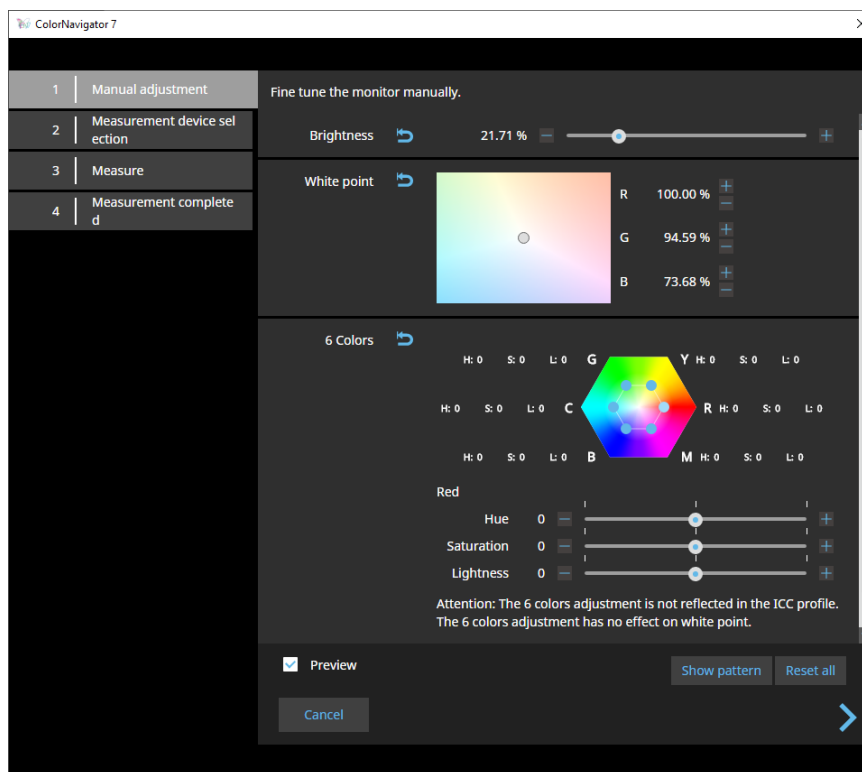 ColorNavigator 7
1 Manual adjustment
2 Measurement device sel
ection
3 Measure
4 Measurement complete
d
Fine tune the monitor manually.
Brightness 21.71 %
White point
R 100.00 %
G 94.59 %
B 73.68 %
6 Colors
H: 0 S: 0 L: 0 G Y H: 0 S: 0 L: 0
H: 0 S: 0 L: 0 C R H: 0 S: 0 L: 0
H: 0 S: 0 L: 0 B M H: 0 S: 0 L: 0
Red
Hue 0
Saturation 0
Lightness 0
Attention: The 6 colors adjustment is not reflected in the ICC profile.
The 6 colors adjustment has no effect on white point.
Preview
Show pattern Reset all
Cancel